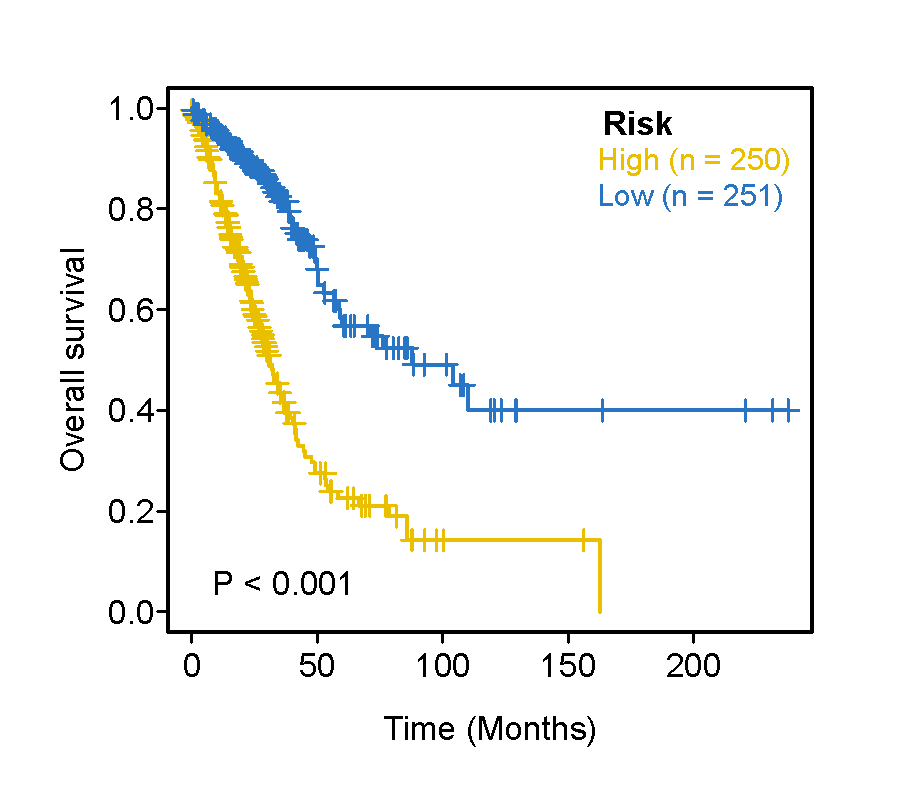 Risk
High (n = 250)
Low (n = 251)
Overall survival
1.0
0.8
0.6
0.4
0.2
0.0
P < 0.001
0 50 100 150 200
Time (Months)